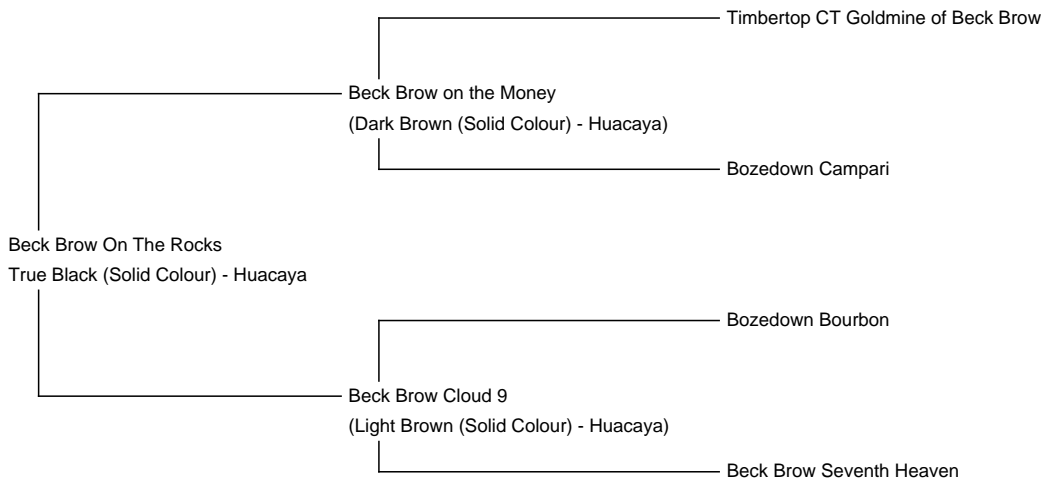 Timbertop CT Goldmine of Beck Brow
Beck Brow on the Money
(Dark Brown (Solid Colour) - Huacaya)
Bozedown Campari
Beck Brow On The Rocks
True Black (Solid Colour) - Huacaya
Bozedown Bourbon
Beck Brow Cloud 9
(Light Brown (Solid Colour) - Huacaya)
Beck Brow Seventh Heaven